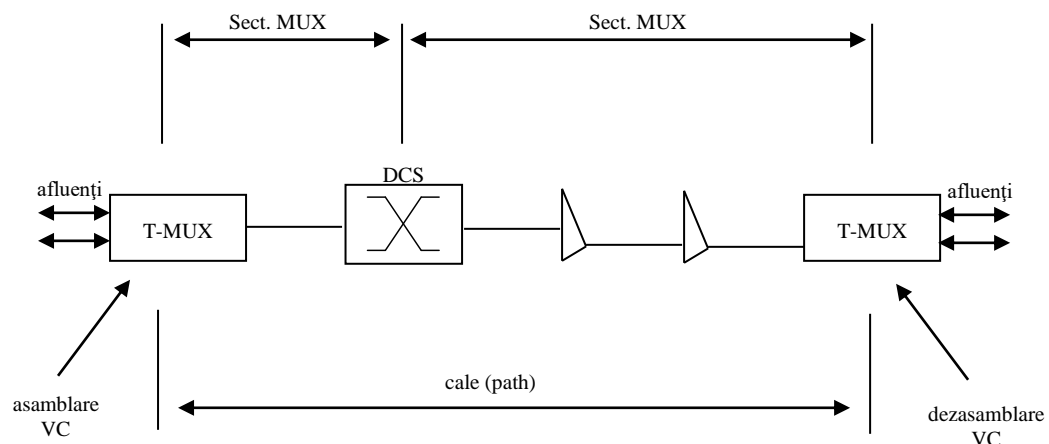 Sect. MUX
Sect. MUX
DCS
afluenţi
afluenţi
T-MUX
T-MUX
cale (path)
asamblare
VC
dezasamblare
VC